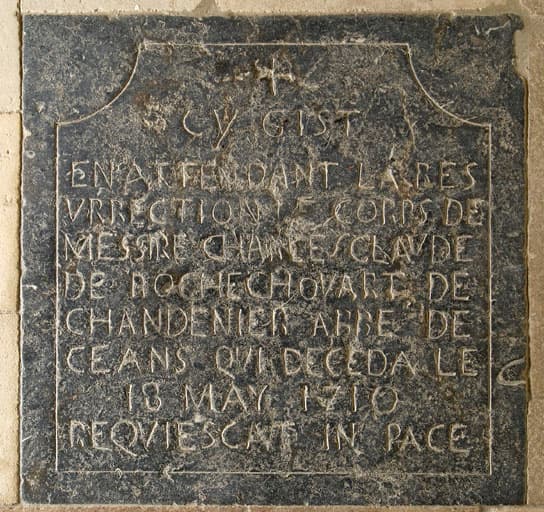 CY GIST
EN ATTENDANT LA RES
VRRECTION LE CORPS DE
MESSIRE CHARLES CLAVDE
DE ROCHECHOVART DE
CHANDENIER ABBE DE
CEANS QVI DECEDA LE
18 MAY 1710
REQVIESCAT IN PACE